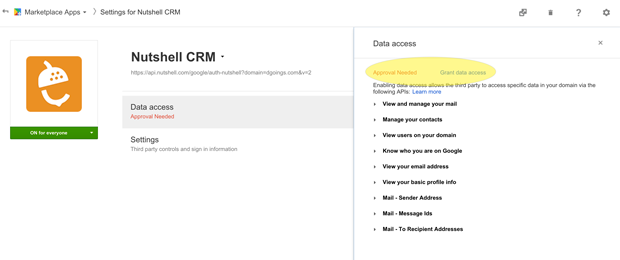 Marketplace Apps
Settings for Nutshell CRM
?
Nutshell CRM
https://api.nutshell.com/google/auth-nutshell?domain=dgoings.com&v=2
ON for everyone
Data access
Approval Needed
Settings
Third party controls and sign in information
Data access
Approval Needed Grant data access
Enabling data access allows the third party to access specific data in your domain via the
following APIs: Learn more
View and manage your mail
Manage your contacts
View users on your domain
Know who you are on Google
View your email address
View your basic profile info
Mail - Sender Address
Mail - Message Ids
Mail - To Recipient Addresses